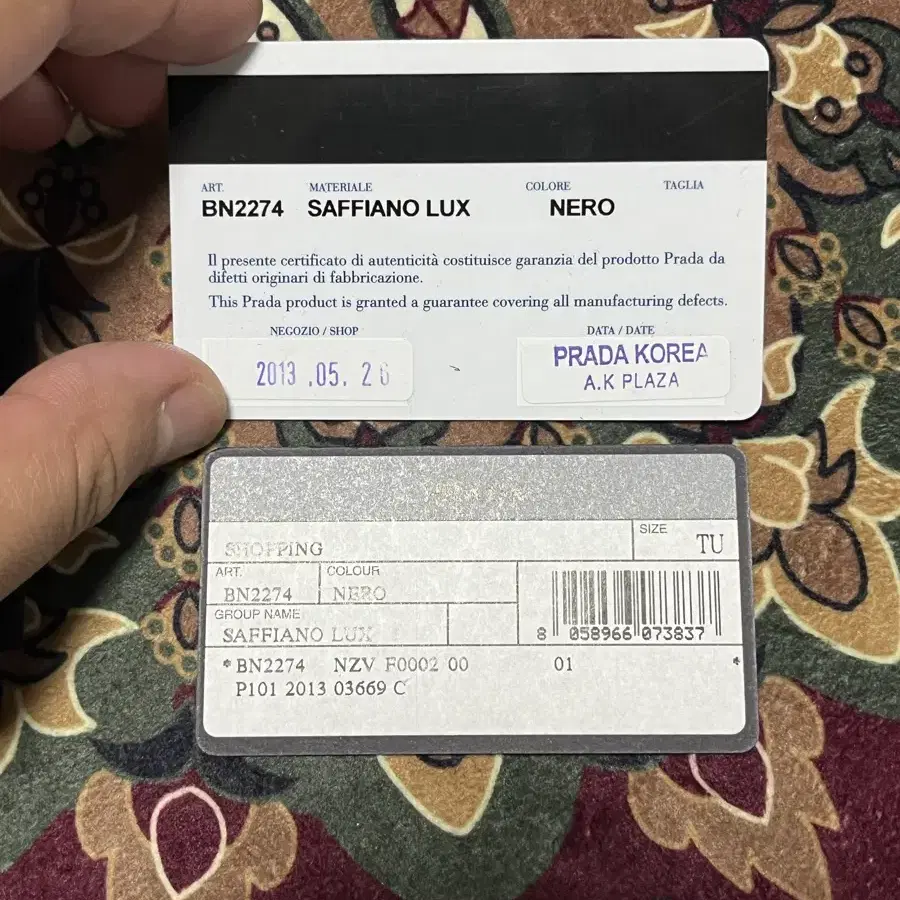 ART. MATERIALE COLORE TAGLIA
BN2274 SAFFIANO LUX NERO
Il presente certificato di autenticità costituisce garanzia del prodotto Prada da
difetti originari di fabbricazione.
This Prada product is granted a guarantee covering all manufacturing defects.
NEGOZIO / SHOP DATA / DATE
2013 .05. 26 PRADA KOREA
A.K PLAZA
SHOPPING SIZE TU
ART. COLOUR
BN2274 NERO
GROUP NAME
SAFFIANO LUX 8 058966 073837
* BN2274 NZV F0002 00 01 *
P101 2013 03669 C